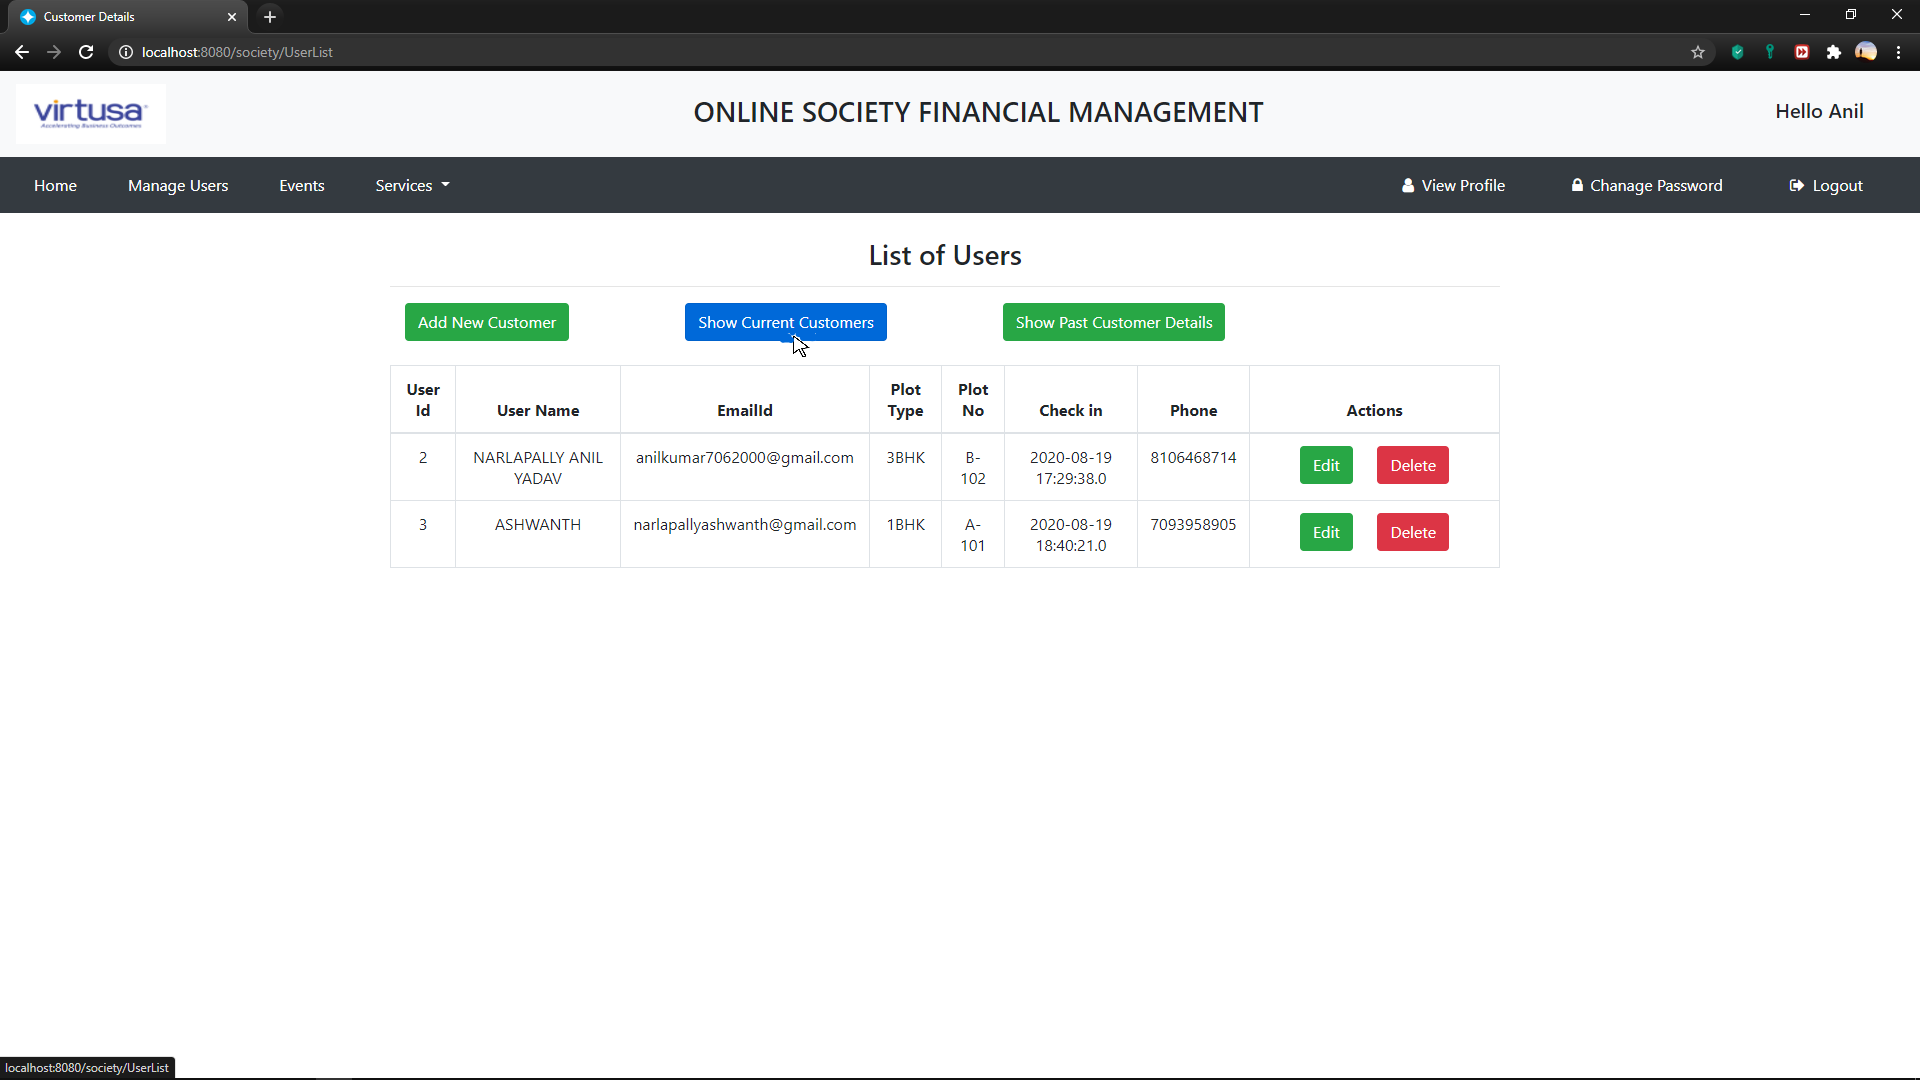 Customer Details
localhost:8080/society/UserList
virtusa
Accelerating Business Outcomes
ONLINE SOCIETY FINANCIAL MANAGEMENT
Hello Anil
Home Manage Users Events Services View Profile Chanage Password Logout
List of Users
Add New Customer Show Current Customers Show Past Customer Details
User Id User Name EmailId Plot Type Plot No Check in Phone Actions
2 NARLAPALLY ANIL YADAV anilkumar7062000@gmail.com 3BHK B-102 2020-08-19 17:29:38.0 8106468714 Edit Delete
3 ASHWANTH narlapallyashwanth@gmail.com 1BHK A-101 2020-08-19 18:40:21.0 7093958905 Edit Delete
localhost:8080/society/UserList